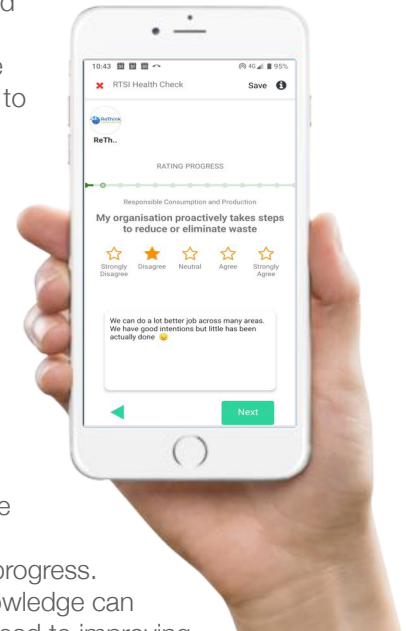 to
10:43 4G 95%
RTSI Health Check Save
ReThink
ReTh..
RATING PROGRESS
Responsible Consumption and Production
My organisation proactively takes steps
to reduce or eliminate waste
Strongly Disagree Disagree Neutral Agree Strongly Agree
We can do a lot better job across many areas.
We have good intentions but little has been
actually done 😒
Next
progress.
can